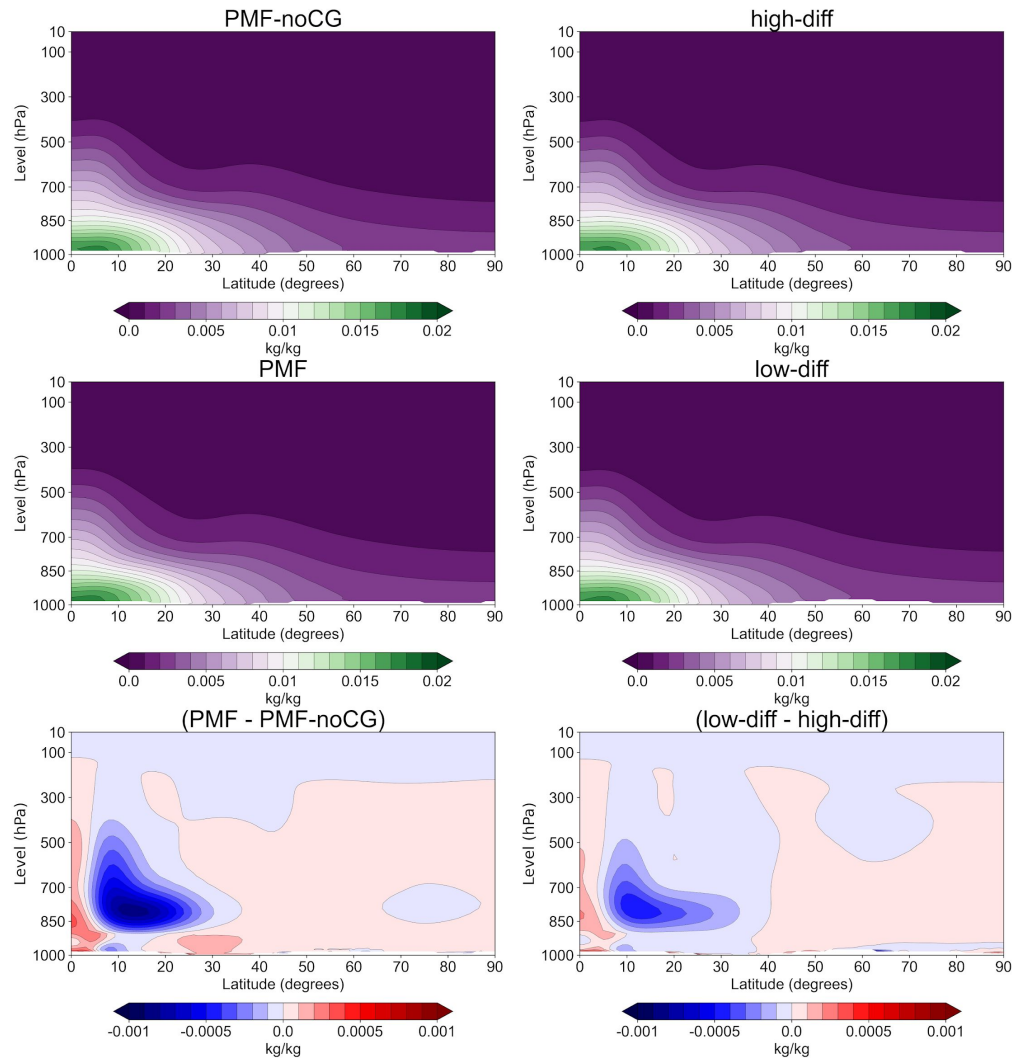 PMF-noCG
10
100
300
500
700
850
1000
Level (hPa)
0 10 20 30 40 50 60 70 80 90
Latitude (degrees)
0.0 0.005 0.01 0.015 0.02
kg/kg
high-diff
10
100
300
500
700
850
1000
Level (hPa)
0 10 20 30 40 50 60 70 80 90
Latitude (degrees)
0.0 0.005 0.01 0.015 0.02
kg/kg
PMF
10
100
300
500
700
850
1000
Level (hPa)
0 10 20 30 40 50 60 70 80 90
Latitude (degrees)
0.0 0.005 0.01 0.015 0.02
kg/kg
low-diff
10
100
300
500
700
850
1000
Level (hPa)
0 10 20 30 40 50 60 70 80 90
Latitude (degrees)
0.0 0.005 0.01 0.015 0.02
kg/kg
(PMF - PMF-noCG)
10
100
300
500
700
850
1000
Level (hPa)
0 10 20 30 40 50 60 70 80 90
Latitude (degrees)
-0.001 -0.0005 0.0 0.0005 0.001
kg/kg
(low-diff - high-diff)
10
100
300
500
700
850
1000
Level (hPa)
0 10 20 30 40 50 60 70 80 90
Latitude (degrees)
-0.001 -0.0005 0.0 0.0005 0.001
kg/kg